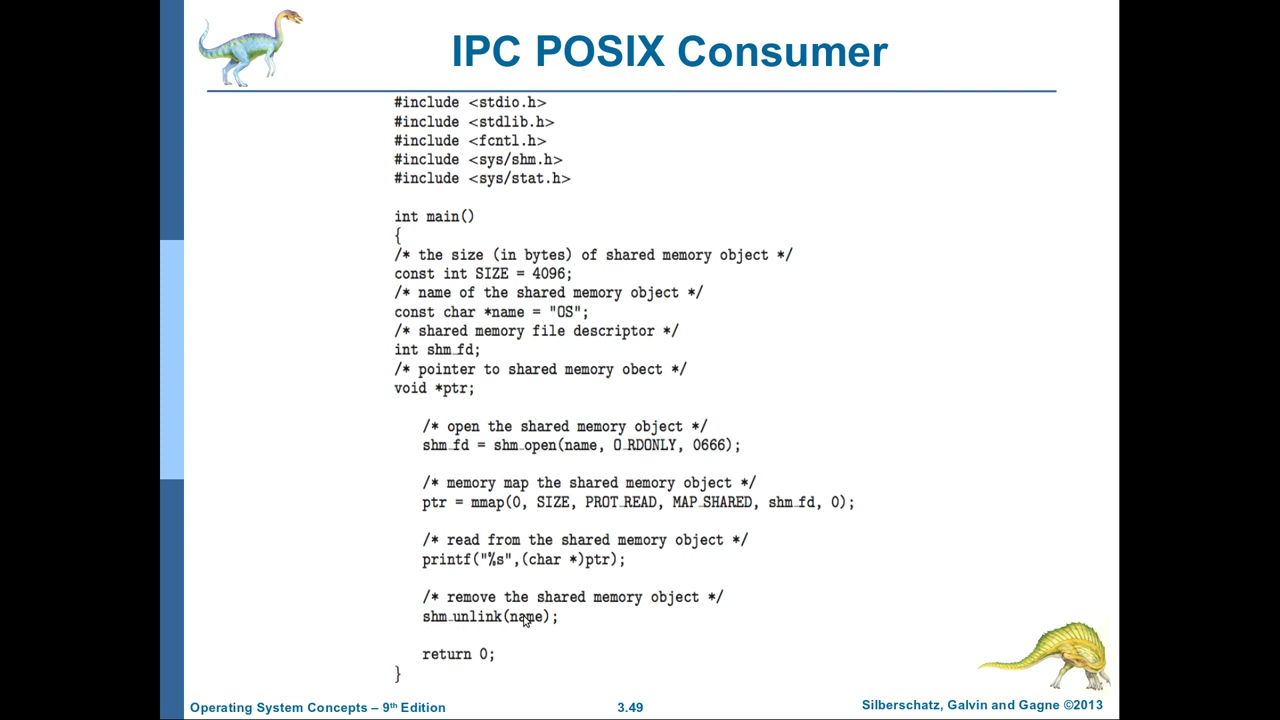 IPC POSIX Consumer
#include <stdio.h>
#include <stdlib.h>
#include <fcntl.h>
#include <sys/shm.h>
#include <sys/stat.h>
int main()
{
/* the size (in bytes) of shared memory object */
const int SIZE = 4096;
/* name of the shared memory object */
const char *name = "OS";
/* shared memory file descriptor */
int shm_fd;
/* pointer to shared memory obect */
void *ptr;
/* open the shared memory object */
shm_fd = shm_open(name, O_RDONLY, 0666);
/* memory map the shared memory object */
ptr = mmap(0, SIZE, PROT_READ, MAP_SHARED, shm_fd, 0);
/* read from the shared memory object */
printf("%s",(char *)ptr);
/* remove the shared memory object */
shm_unlink(name);
return 0;
}
Operating System Concepts – 9th Edition
3.49
Silberschatz, Galvin and Gagne ©2013